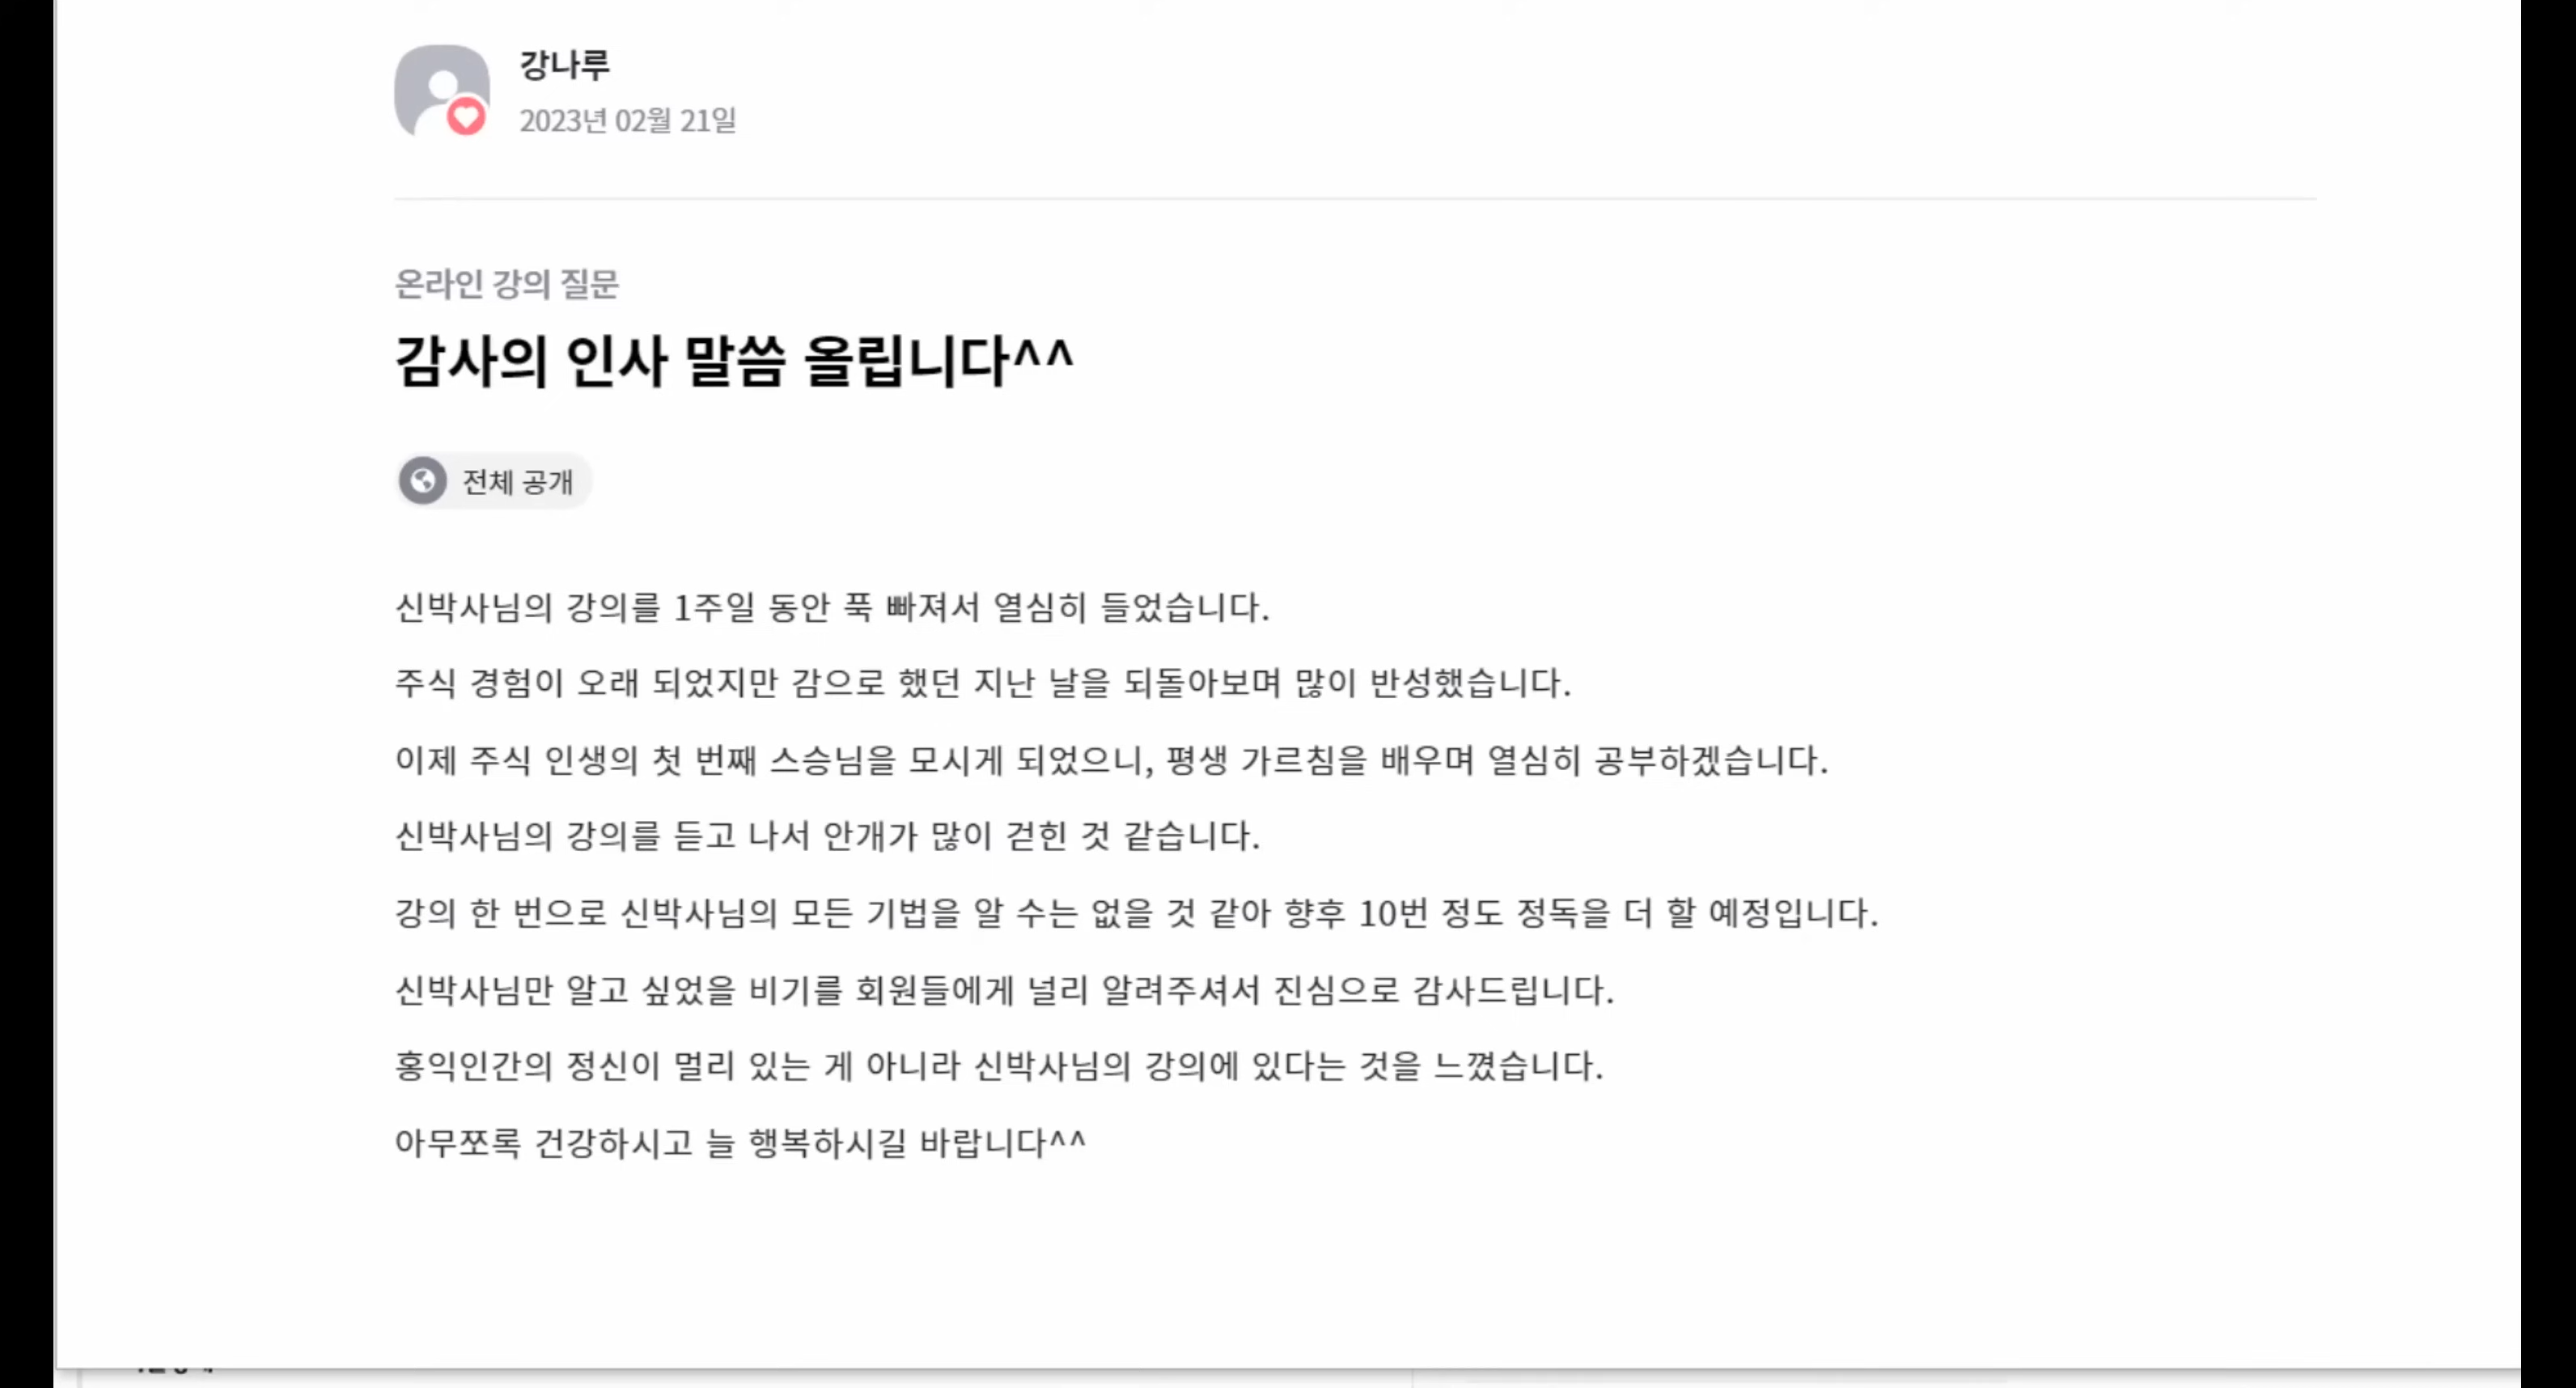 강나루
2023년 02월 21일
온라인 강의 질문
감사의 인사 말씀 올립니다^^
전체 공개
신박사님의 강의를 1주일 동안 푹 빠져서 열심히 들었습니다.
주식 경험이 오래 되었지만 감으로 했던 지난 날을 되돌아보며 많이 반성했습니다.
이제 주식 인생의 첫 번째 스승님을 모시게 되었으니, 평생 가르침을 배우며 열심히 공부하겠습니다.
신박사님의 강의를 듣고 나서 안개가 많이 걷힌 것 같습니다.
강의 한 번으로 신박사님의 모든 기법을 알 수는 없을 것 같아 향후 10번 정도 정독을 더 할 예정입니다.
신박사님만 알고 싶었을 비기를 회원들에게 널리 알려주셔서 진심으로 감사드립니다.
홍익인간의 정신이 멀리 있는 게 아니라 신박사님의 강의에 있다는 것을 느꼈습니다.
아무쪼록 건강하시고 늘 행복하시길 바랍니다^^